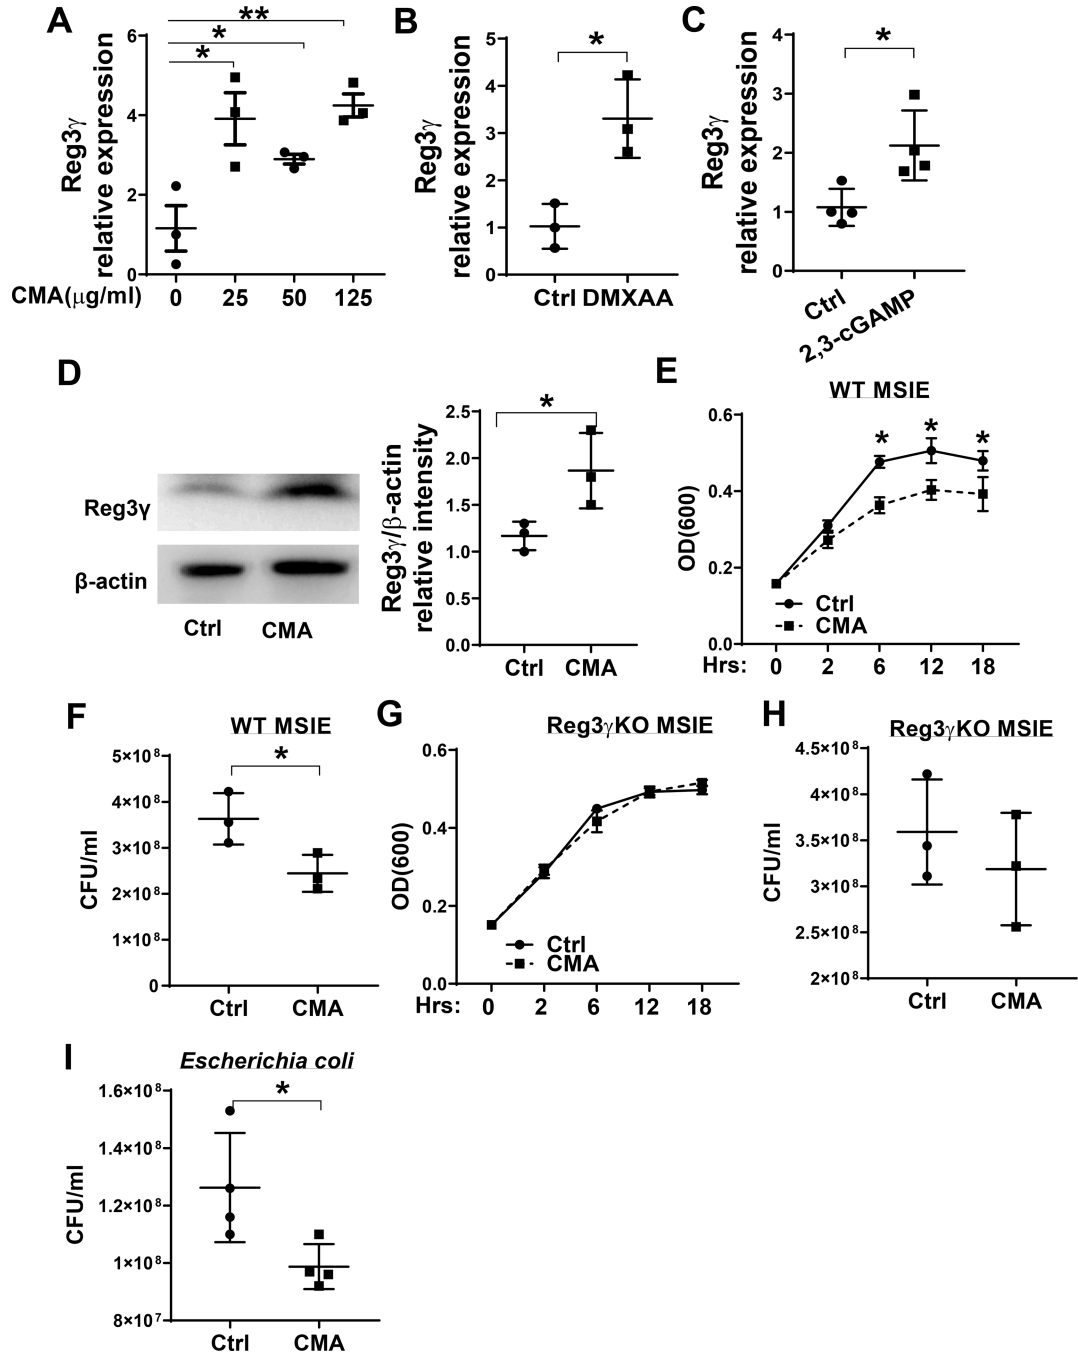 A
Reg3γ
relative expression
6
4
2
0
**
*
*
CMA(μg/ml)
0 25 50 125
B
Reg3γ
relative expression
5
4
3
2
1
0
*
Ctrl DMXAA
C
Reg3γ
relative expression
4
3
2
1
0
*
Ctrl
2,3-cGAMP
D
Reg3γ
β-actin
Ctrl CMA
Reg3γ/β-actin
relative intensity
2.5
2.0
1.5
1.0
0.5
0.0
*
Ctrl CMA
E
WT MSIE
OD(600)
0.6
0.4
0.2
0.0
* * *
Ctrl
CMA
Hrs: 0 2 6 12 18
F
WT MSIE
CFU/ml
5×10⁸
4×10⁸
3×10⁸
2×10⁸
1×10⁸
0
*
Ctrl CMA
G
Reg3γKO MSIE
OD(600)
0.6
0.4
0.2
0.0
Ctrl
CMA
Hrs: 0 2 6 12 18
H
Reg3γKO MSIE
CFU/ml
4.5×10⁸
4×10⁸
3.5×10⁸
3×10⁸
2.5×10⁸
2×10⁸
Ctrl CMA
I
Escherichia coli
CFU/ml
1.6×10⁸
1.4×10⁸
1.2×10⁸
1×10⁸
8×10⁷
*
Ctrl CMA